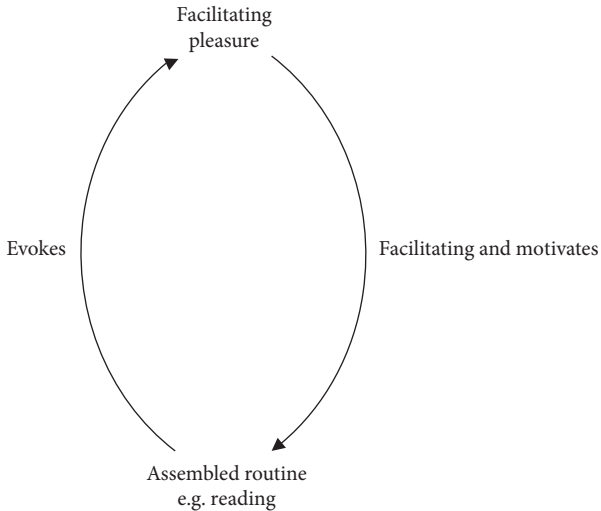 Facilitating
pleasure
Evokes
Facilitating and motivates
Assembled routine
e.g. reading